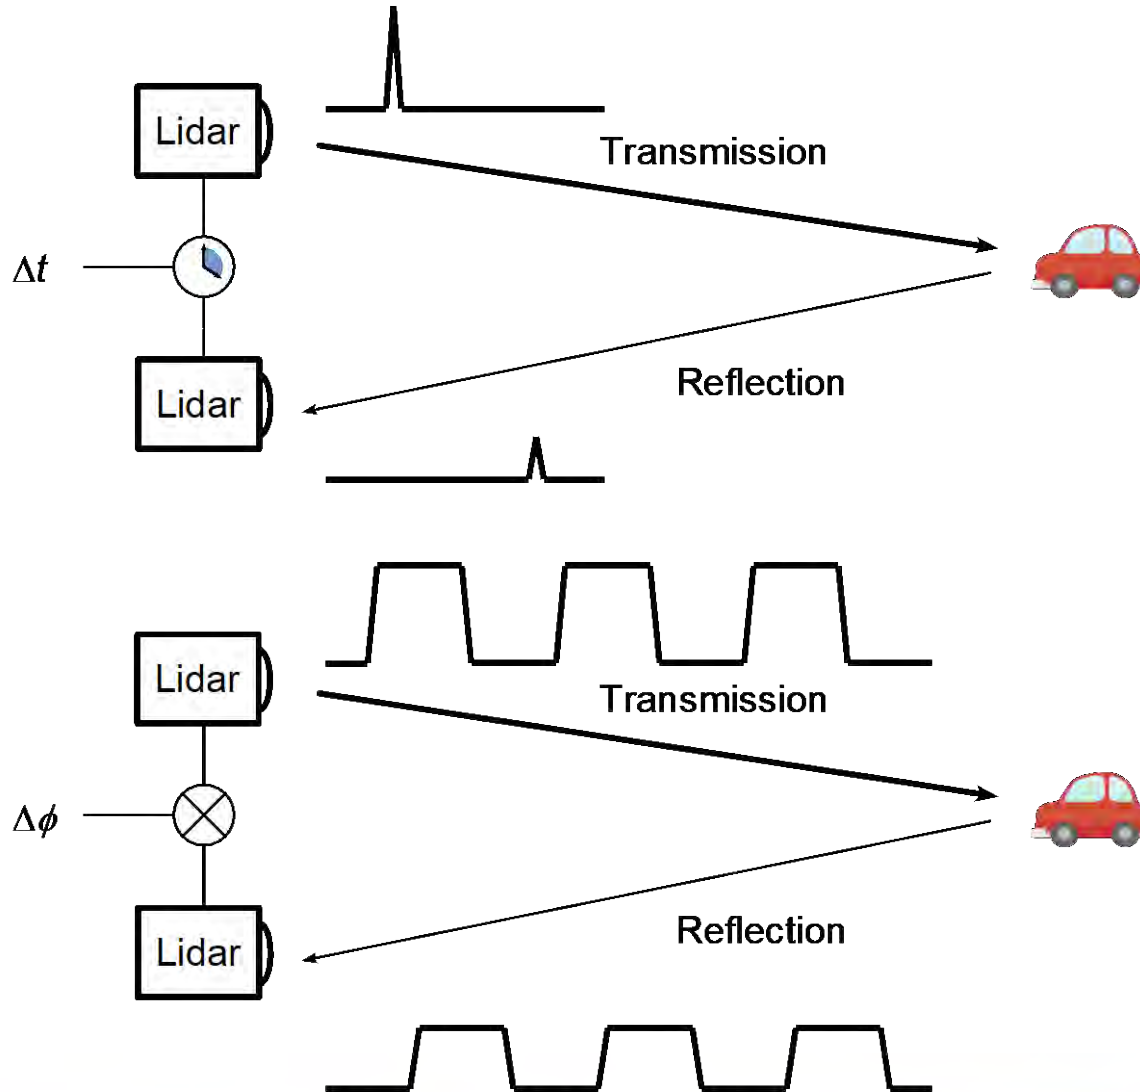 Lidar
Transmission
Δt
Lidar
Reflection
Lidar
Transmission
Δϕ
Lidar
Reflection